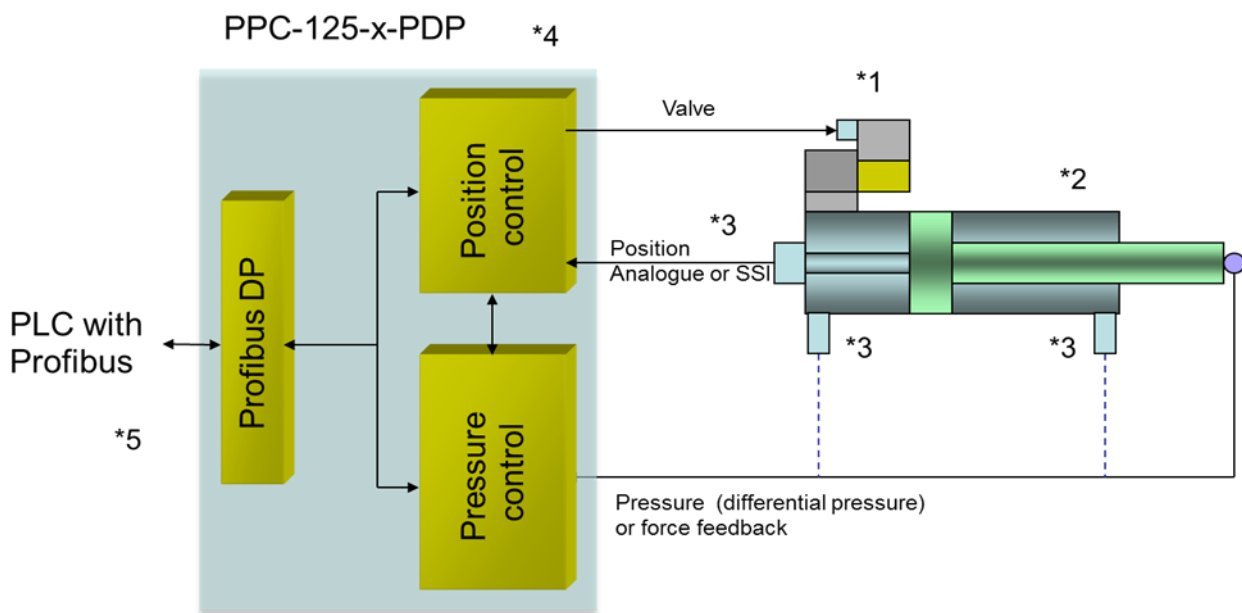 PPC-125-x-PDP
*4
*1
Valve
*2
Position
control
*3
Position
Analogue or SSI
PLC with
Profibus
Profibus DP
*3
*3
*5
Pressure
control
Pressure (differential pressure)
or force feedback